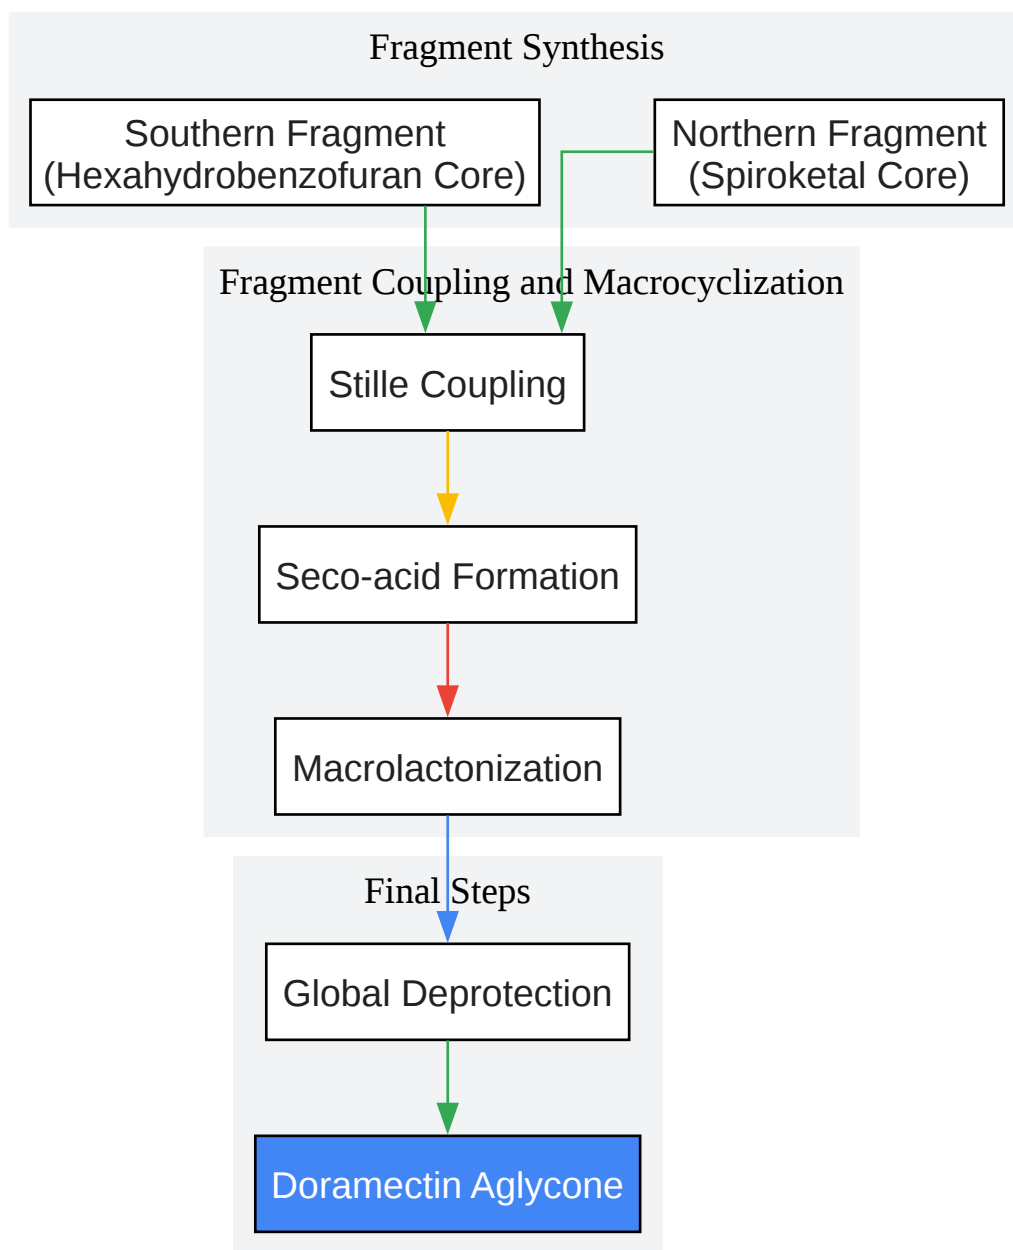 Fragment Synthesis
Southern Fragment
(Hexahydrobenzofuran Core)
Northern Fragment
(Spiroketal Core)
Fragment Coupling and Macrocyclization
Stille Coupling
Seco-acid Formation
Macrolactonization
Final Steps
Global Deprotection
Doramectin Aglycone